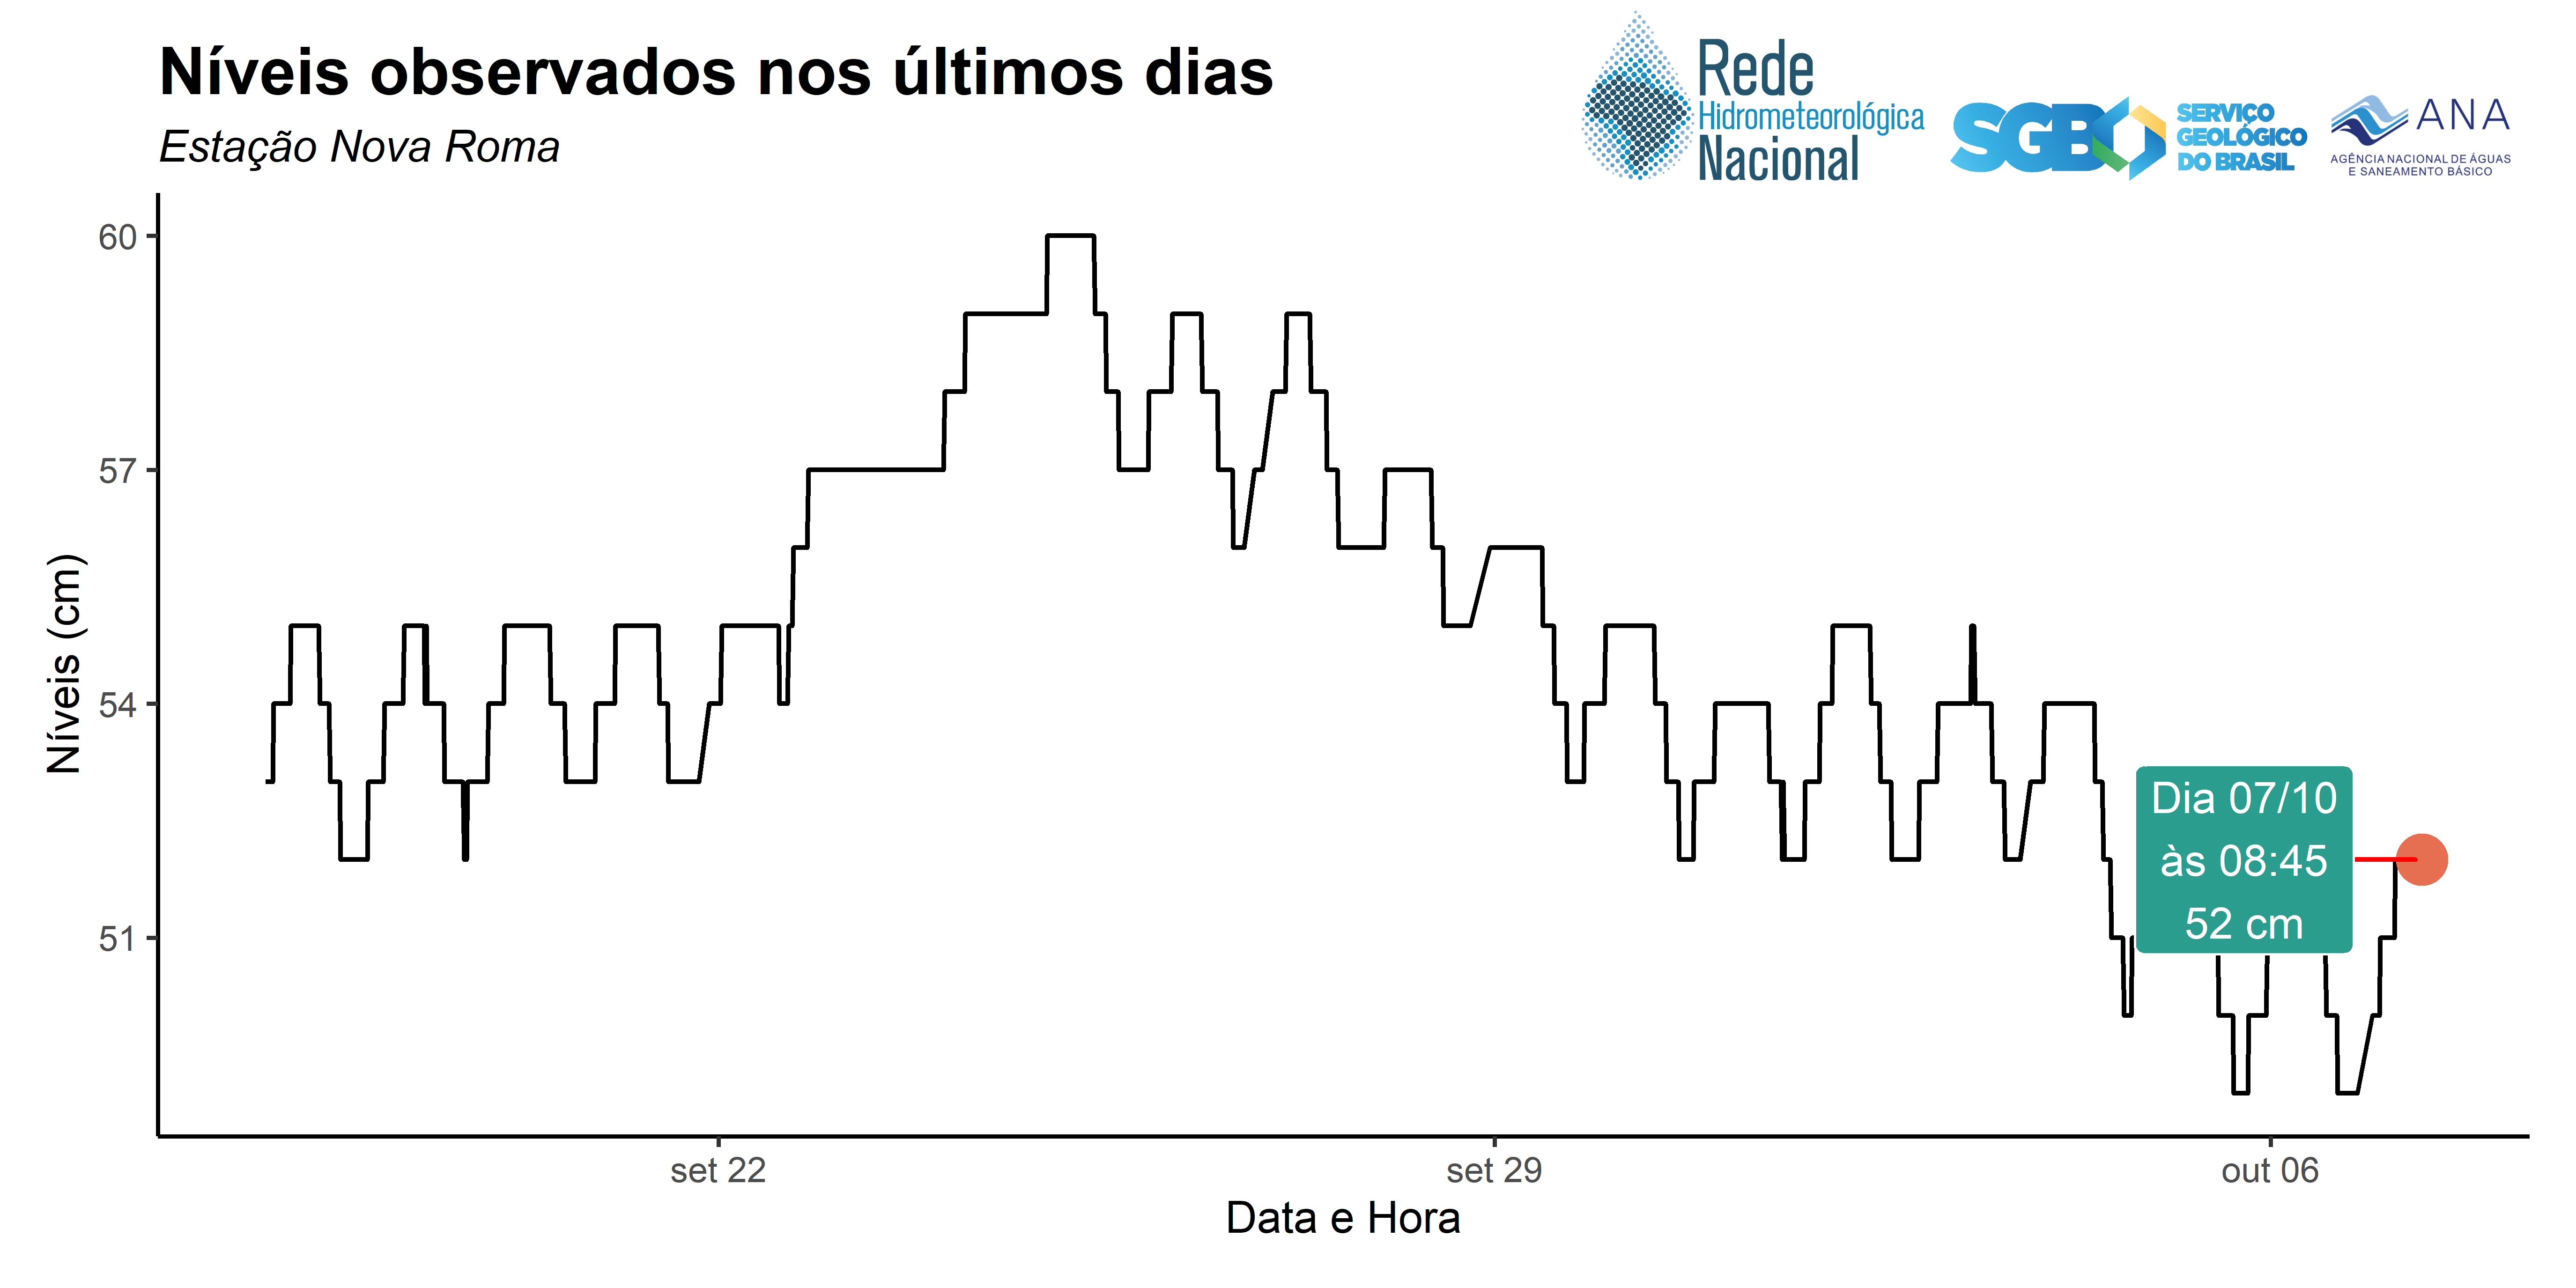 Níveis observados nos últimos dias
Estação Nova Roma
Rede
Hidrometeorológica
Nacional
SGB
SERVIÇO
GEOLÓGICO
DO BRASIL
ANA
AGÊNCIA NACIONAL DE ÁGUAS
E SANEAMENTO BÁSICO
Níveis (cm)
60
57
54
51
Dia 07/10
às 08:45
52 cm
set 22
set 29
out 06
Data e Hora